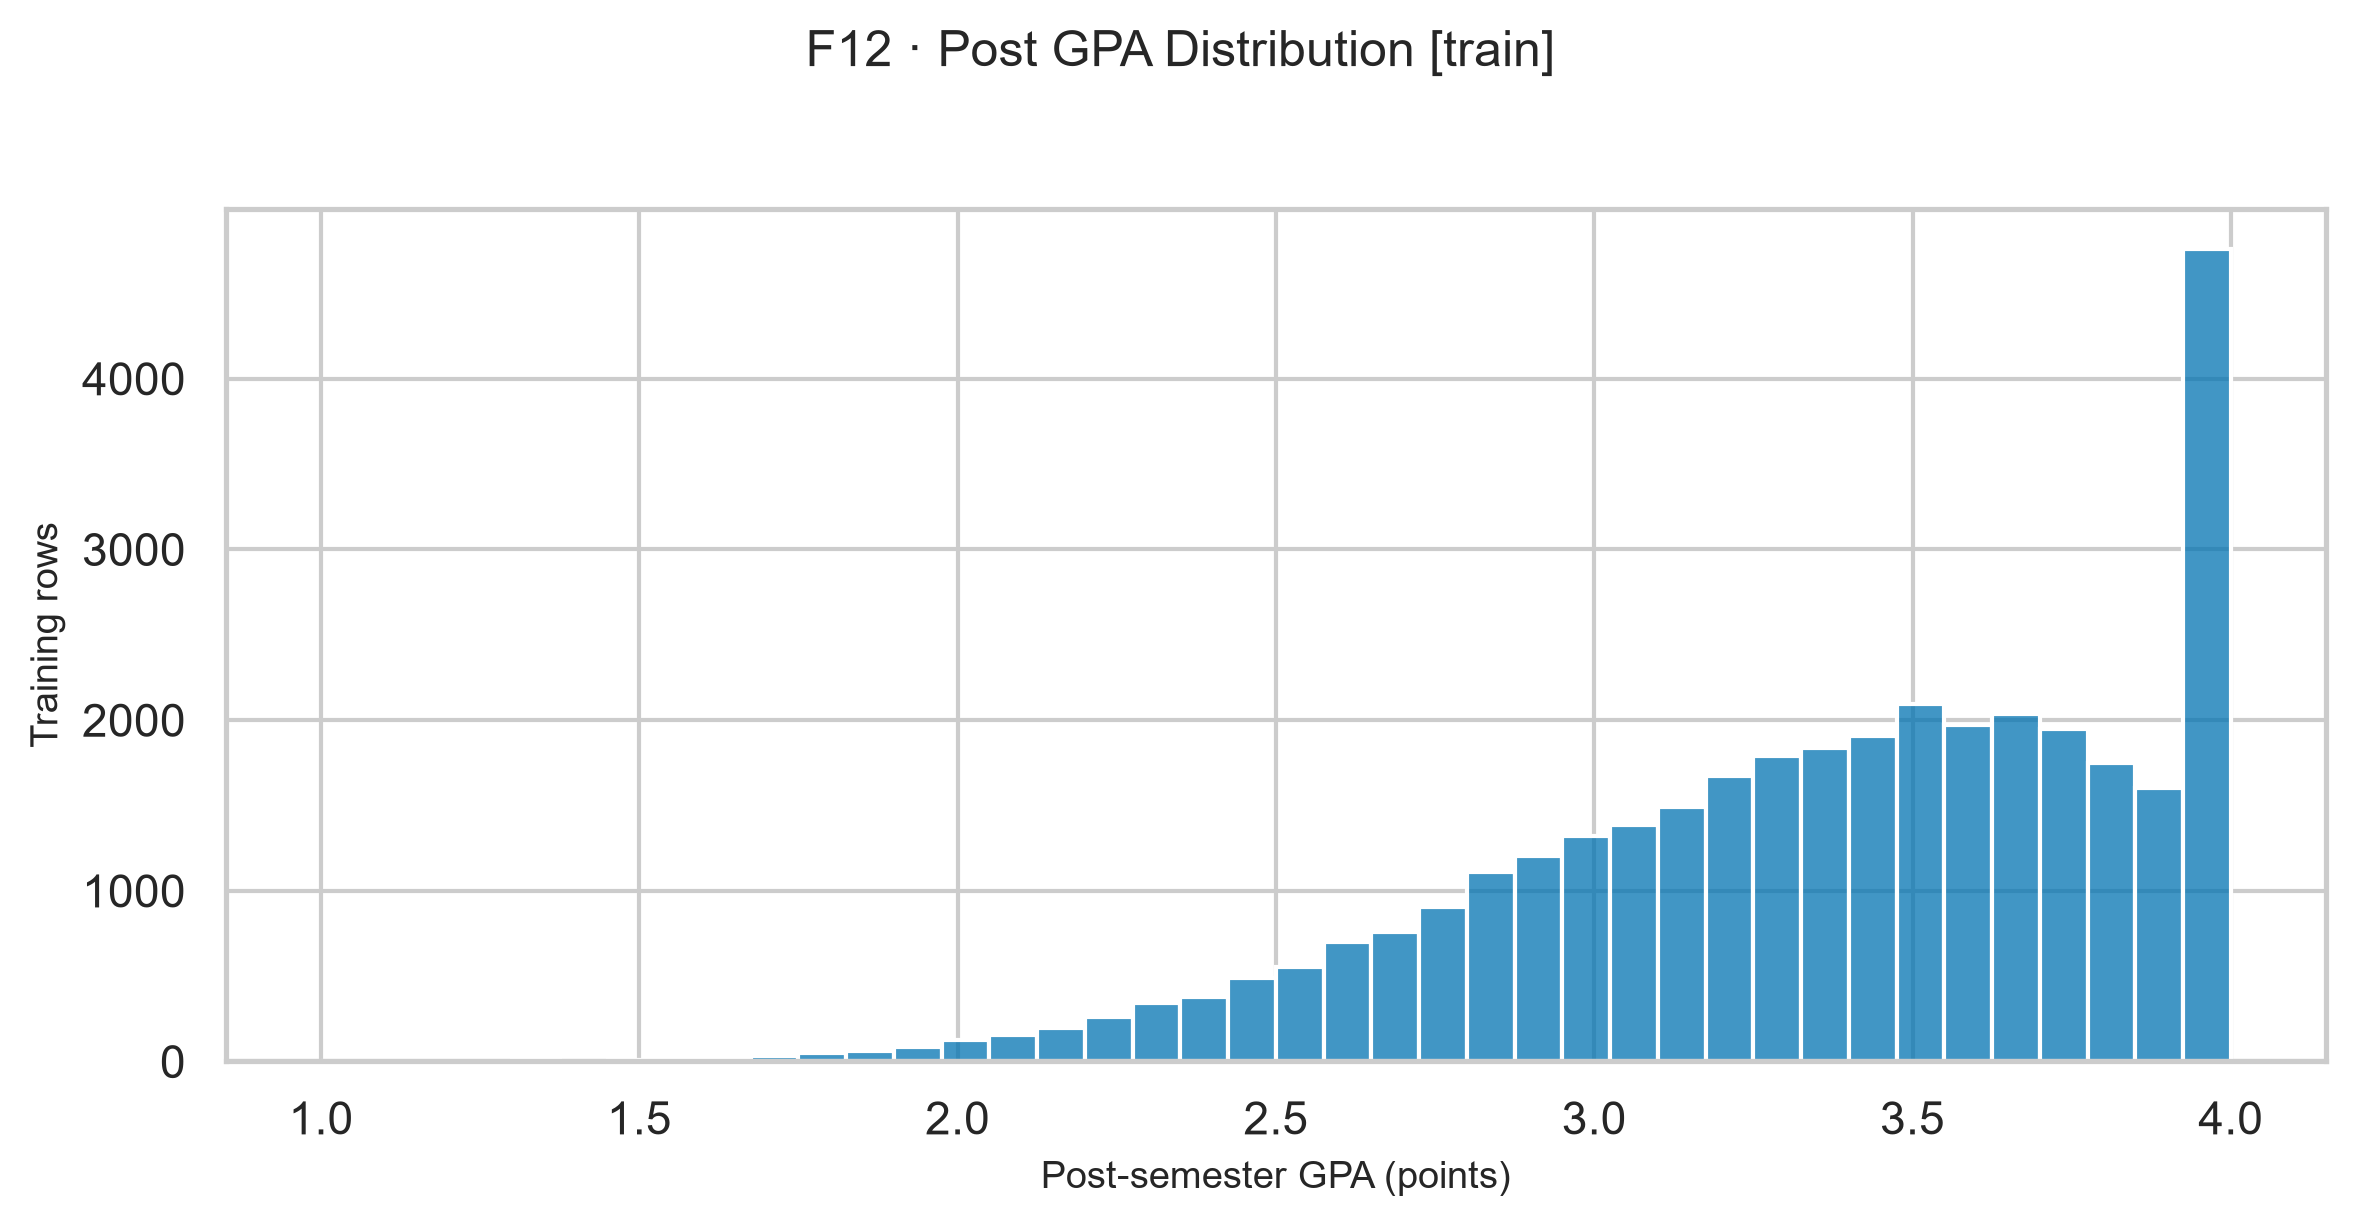 F12 · Post GPA Distribution [train]
Training rows
4000
3000
2000
1000
0
1.0 1.5 2.0 2.5 3.0 3.5 4.0
Post-semester GPA (points)